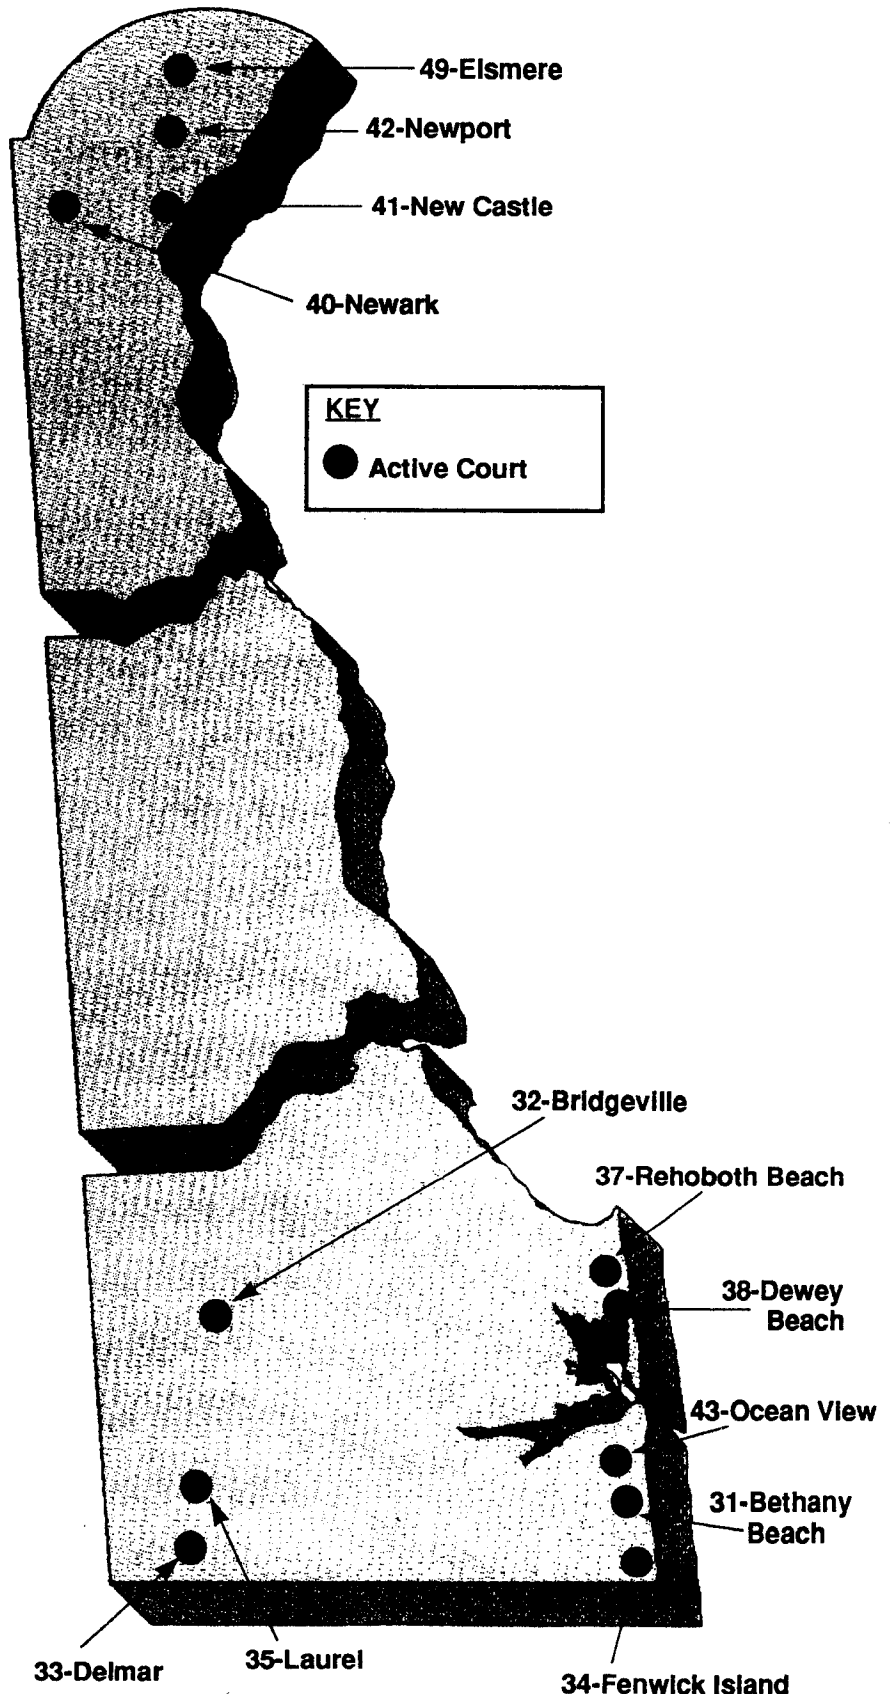 49-Elsmere
42-Newport
41-New Castle
40-Newark
KEY
Active Court
32-Bridgeville
37-Rehoboth Beach
38-Dewey
Beach
43-Ocean View
31-Bethany
Beach
35-Laurel
33-Delmar
34-Fenwick Island